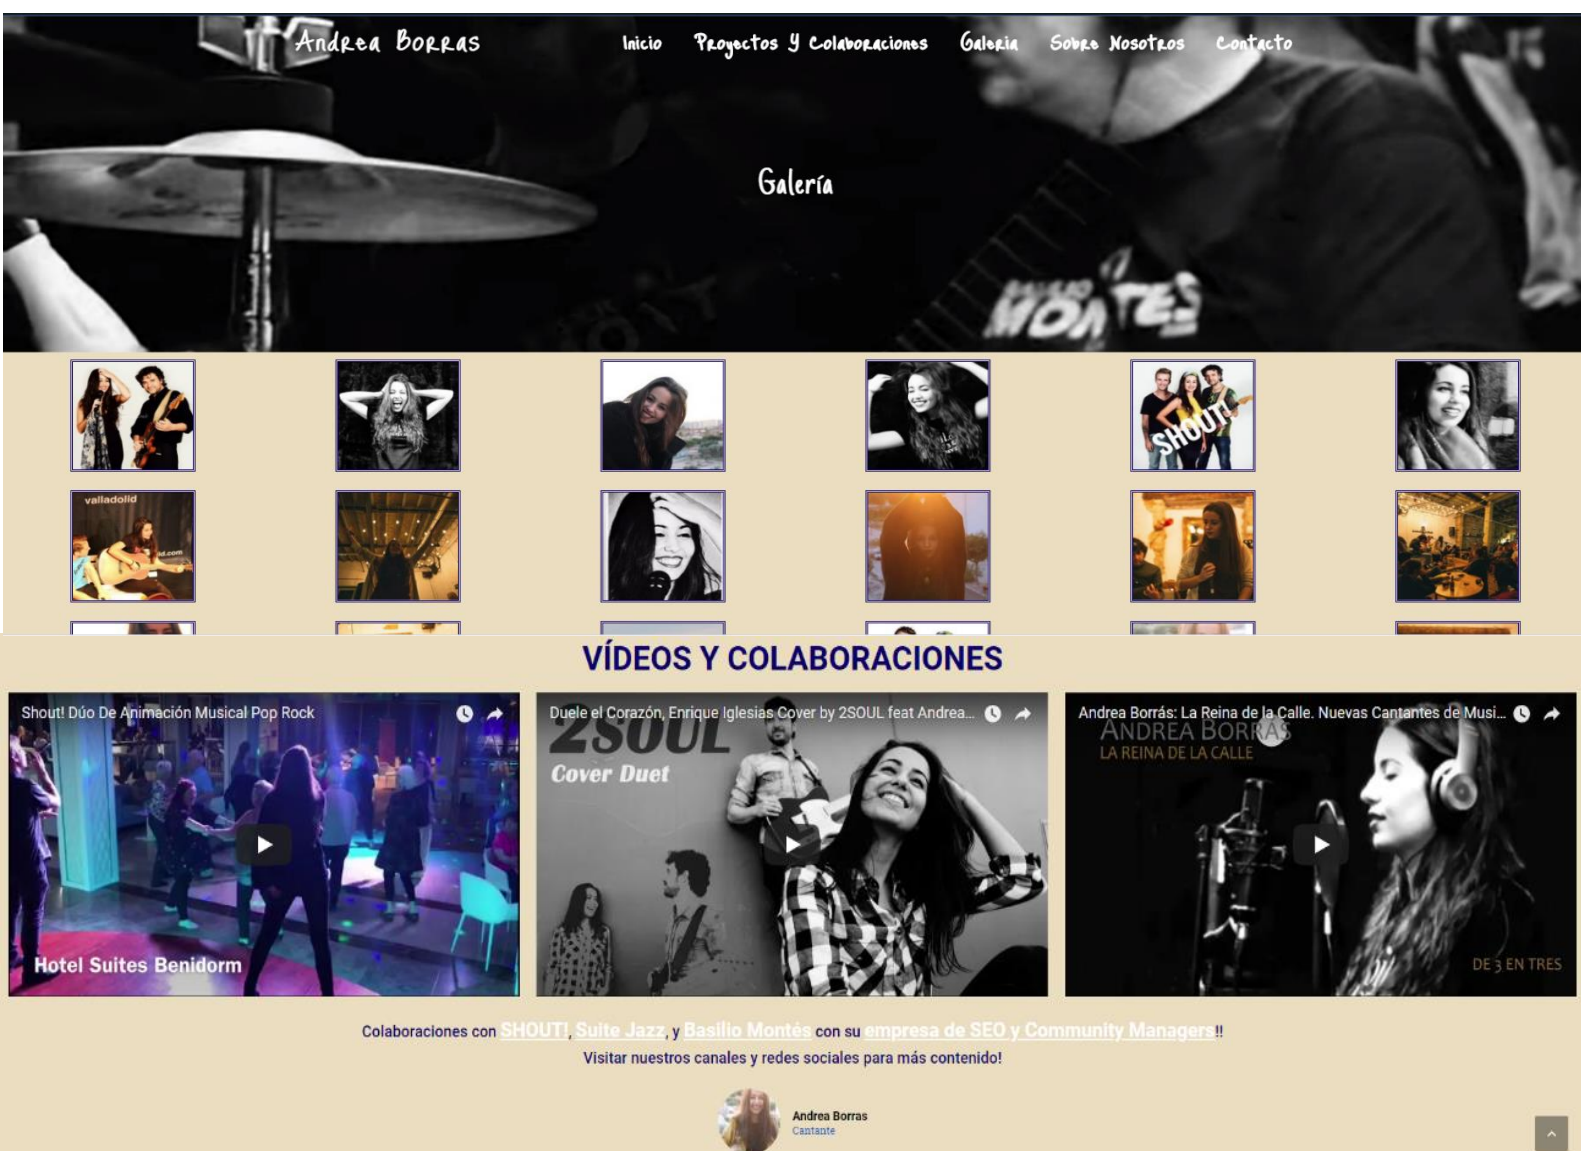 Andrea Borras
Inicio
Proyectos Y Colaboraciones
Galeria
Sobre Nosotros
Contacto
Galería
MONTES
SHOUT!
valladolid
VÍDEOS Y COLABORACIONES
Shout! Dúo De Animación Musical Pop Rock
Hotel Suites Benidorm
Duele el Corazón, Enrique Iglesias Cover by 2SOUL feat Andrea...
2SOUL
Cover Duet
Andrea Borrás: La Reina de la Calle. Nuevas Cantantes de Musi...
ANDREA BORRÁS
LA REINA DE LA CALLE
DE 3 EN TRES
Colaboraciones con SHOUT!, Suite Jazz, y Basilio Montés con su empresa de SEO y Community Managers!!
Visitar nuestros canales y redes sociales para más contenido!
Andrea Borras
Cantante